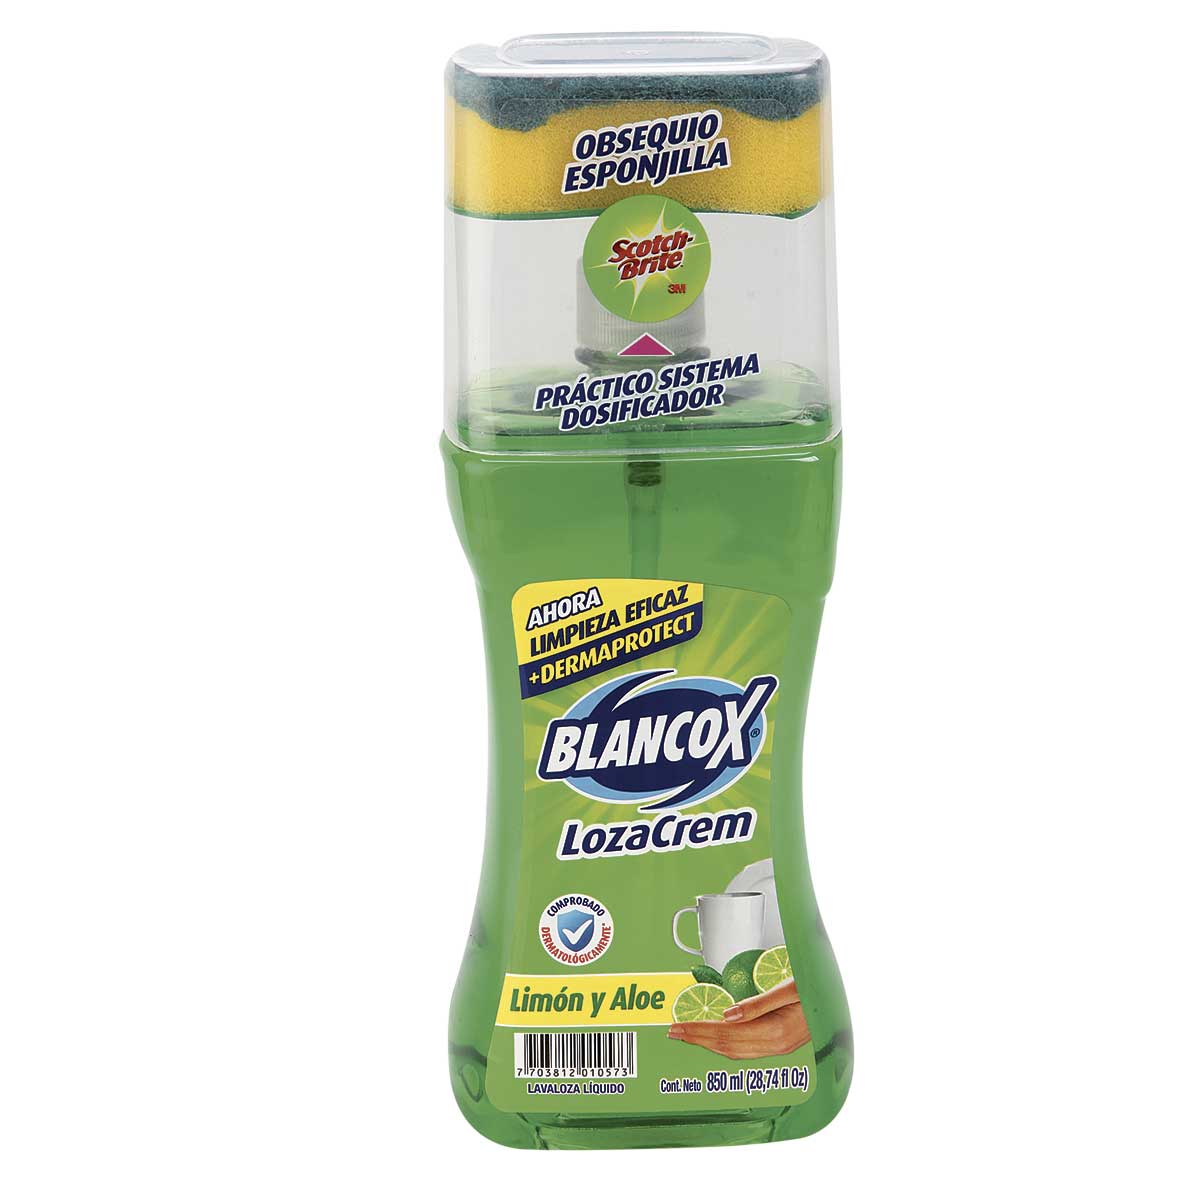 OBSEQUIO
ESPONJILLA
Scotch-
Brite
3M
PRÁCTICO SISTEMA
DOSIFICADOR
AHORA
LIMPIEZA EFICAZ
+DERMAPROTECT
BLANCOX®
LozaCrem
COMPROBADO
DERMATOLÓGICAMENTE*
Limón y Aloe
7 703812 010573
LAVALOZA LÍQUIDO
Cont. Neto 850 ml (28,74 fl Oz)